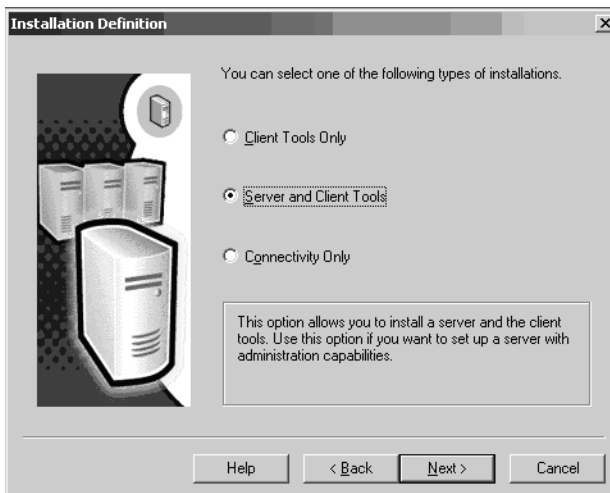 Installation Definition
You can select one of the following types of installations.
Client Tools Only
Server and Client Tools
Connectivity Only
This option allows you to install a server and the client
tools. Use this option if you want to set up a server with
administration capabilities.
Help
< Back
Next >
Cancel